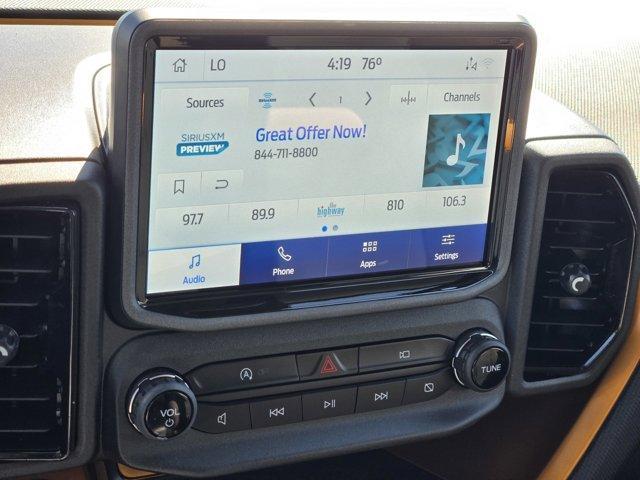 LO 4:19 76°
Sources SIRIUSXM 1 Channels
SIRIUSXM
PREVIEW
Great Offer Now!
844-711-8800
97.7 89.9 the highway 810 106.3
Audio Phone Apps Settings
A OFF
VOL
TUNE